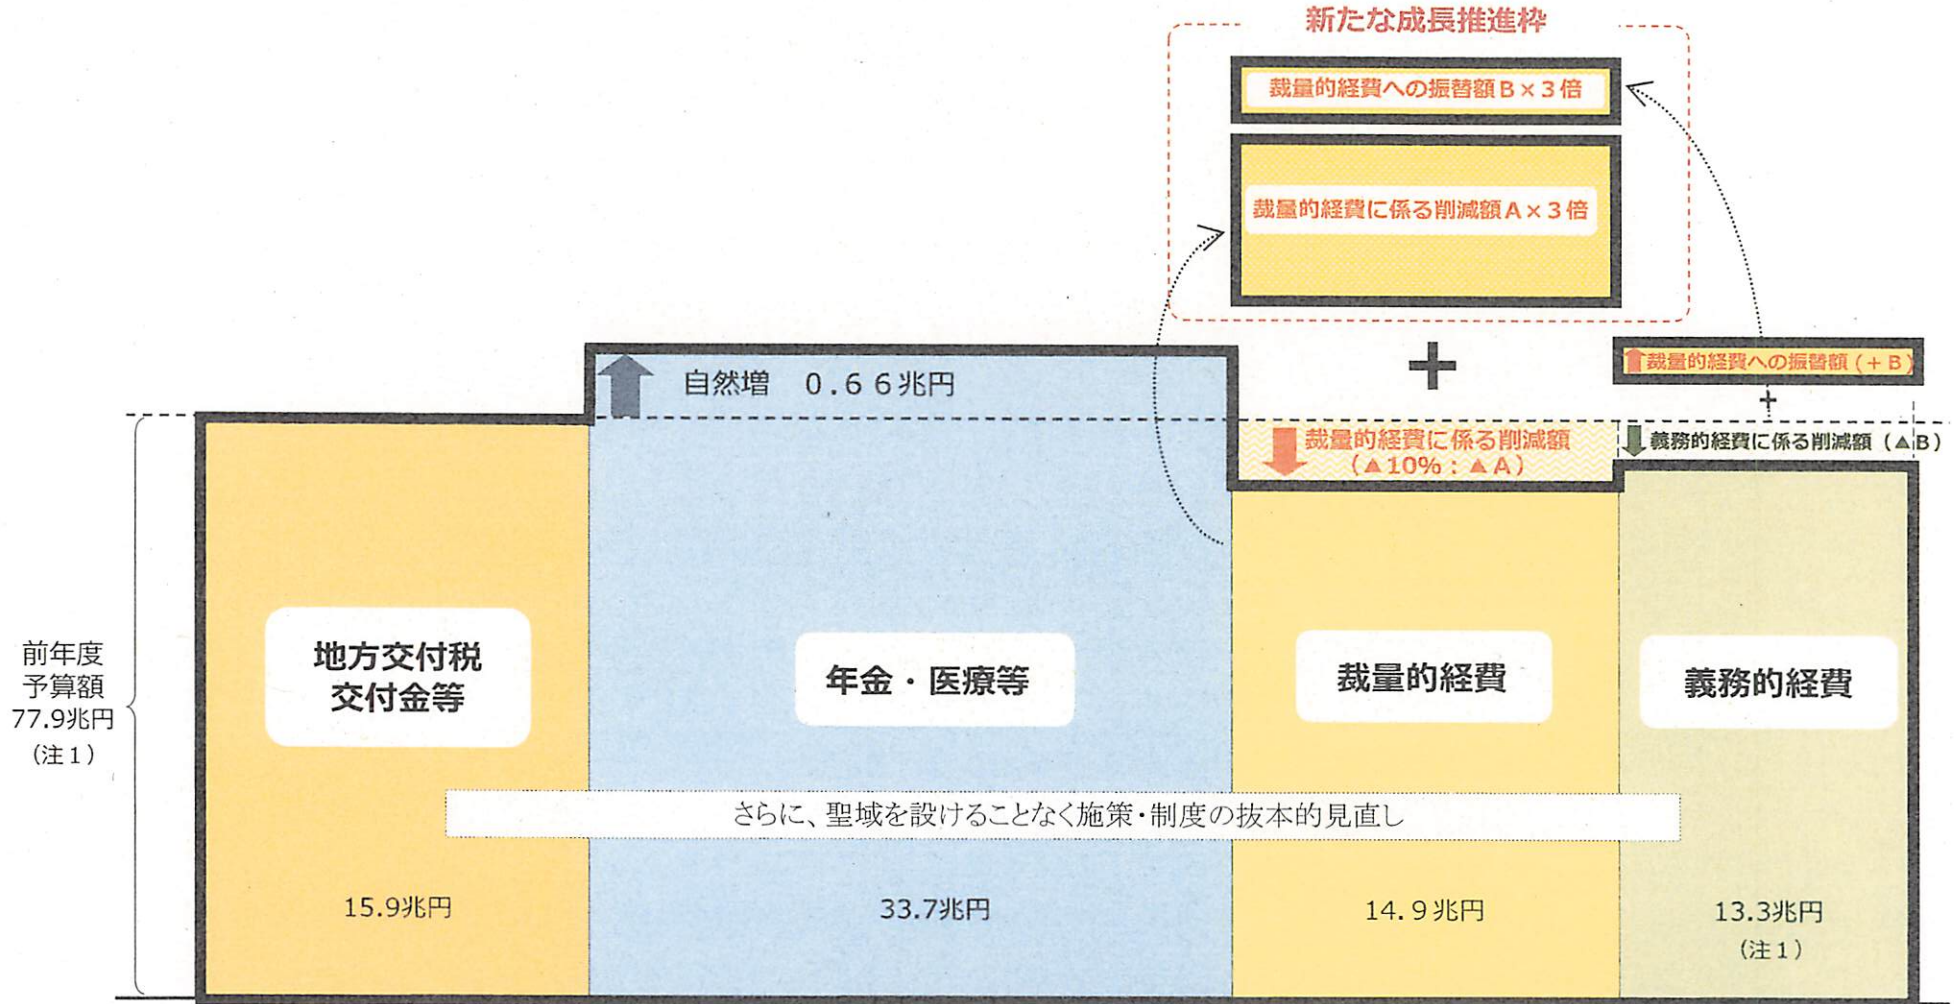 新たな成長推進枠
裁量的経費への振替額B×3倍
裁量的経費に係る削減額A×3倍
+
裁量的経費への振替額(+B)
+
自然増 0.66兆円
裁量的経費に係る削減額
(▲10%:▲A)
義務的経費に係る削減額(▲B)
前年度
予算額
77.9兆円
(注1)
地方交付税
交付金等
年金・医療等
裁量的経費
義務的経費
さらに、聖域を設けることなく施策・制度の抜本的見直し
15.9兆円
33.7兆円
14.9兆円
13.3兆円
(注1)